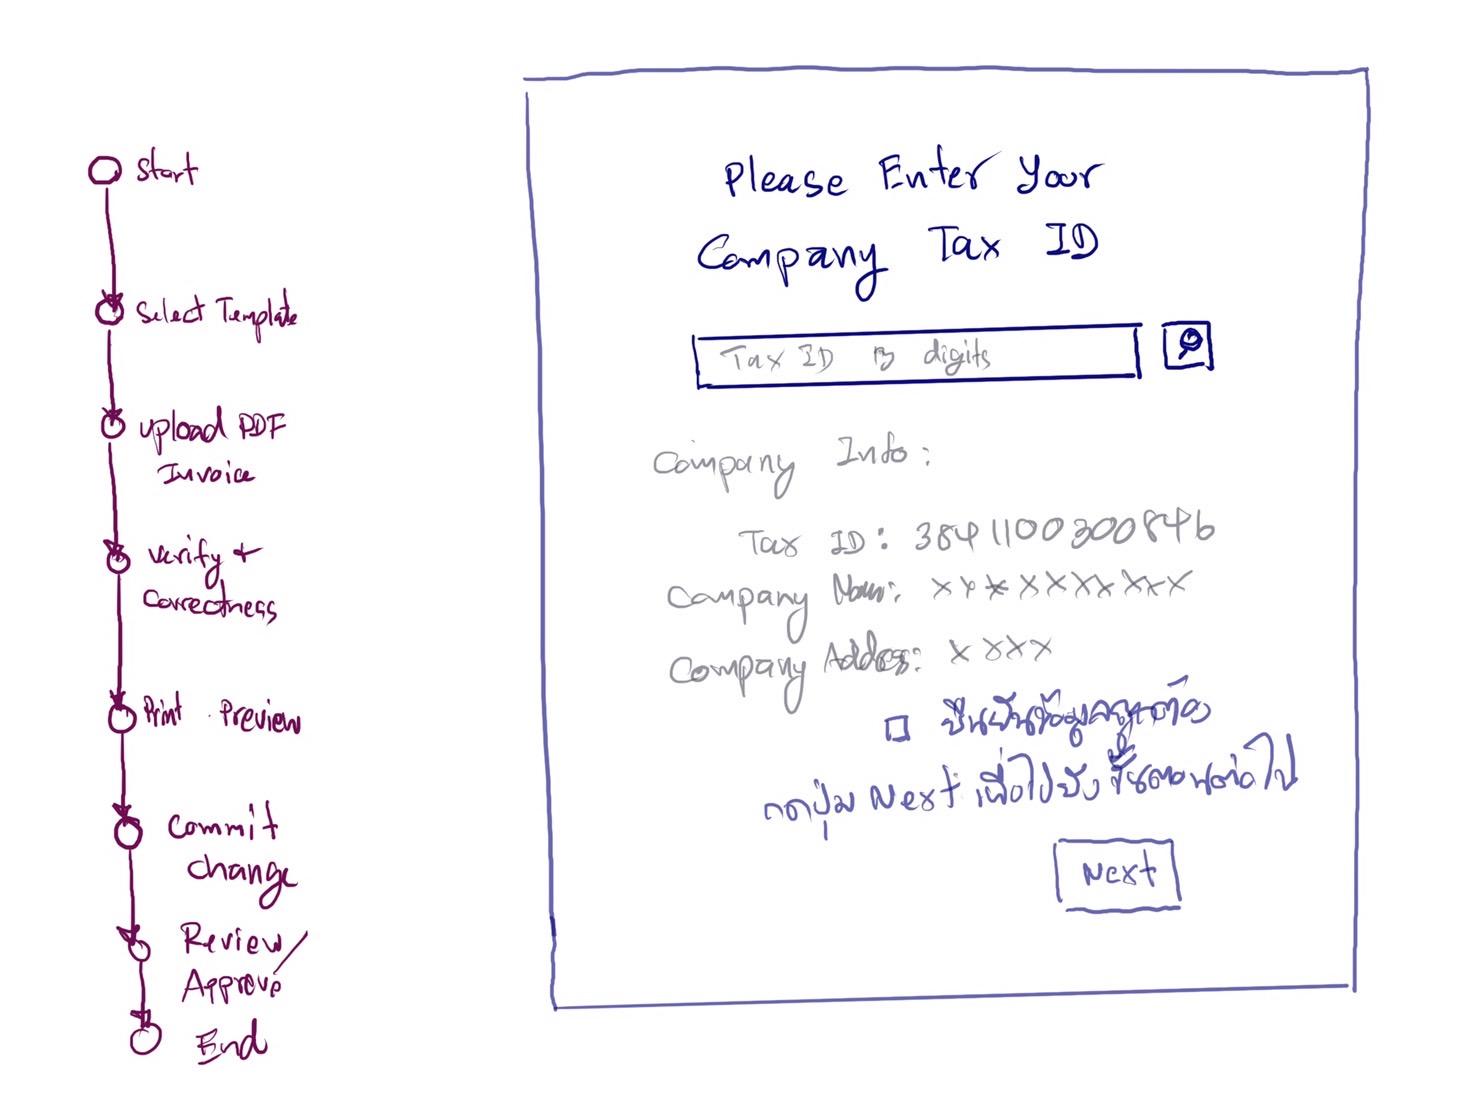 Start
Select Template
Upload PDF
Invoice
Verify +
Correctness
Print Preview
Commit
change
Review/
Approve
End
Please Enter Your
Company Tax ID
Tax ID 13 digits
Company Info:
Tax ID: 3841100300846
Company Name: xxxxxxxxxx
Company Address: xxxx
ยืนยันข้อมูลถูกต้อง
กดปุ่ม Next เพื่อไปยังขั้นตอนต่อไป
Next